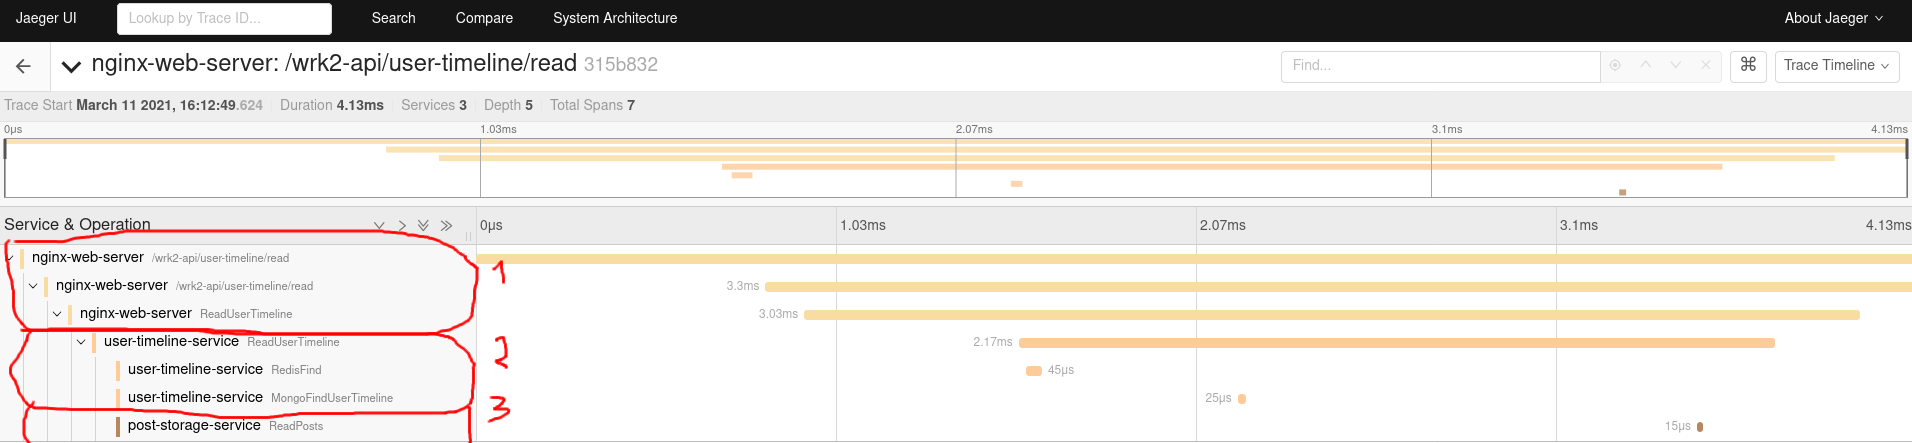 Jaeger UI Lookup by Trace ID... Search Compare System Architecture About Jaeger
nginx-web-server: /wrk2-api/user-timeline/read 315b832 Find... ⌘ Trace Timeline
Trace Start March 11 2021, 16:12:49.624 Duration 4.13ms Services 3 Depth 5 Total Spans 7
0μs 1.03ms 2.07ms 3.1ms 4.13ms
Service & Operation 0μs 1.03ms 2.07ms 3.1ms 4.13ms
nginx-web-server /wrk2-api/user-timeline/read 1
nginx-web-server /wrk2-api/user-timeline/read 3.3ms
nginx-web-server ReadUserTimeline 3.03ms
user-timeline-service ReadUserTimeline 2 2.17ms
user-timeline-service RedisFind 45μs
user-timeline-service MongoFindUserTimeline 3 25μs
post-storage-service ReadPosts 15μs